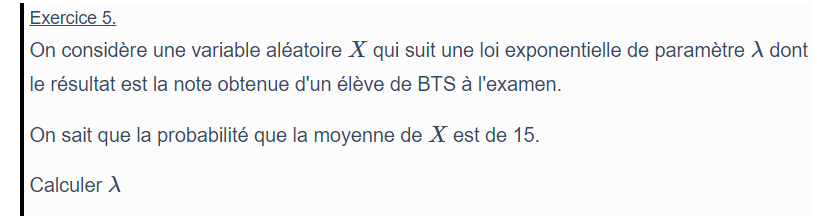 Exercice 5.
On considère une variable aléatoire X qui suit une loi exponentielle de paramètre λ dont
le résultat est la note obtenue d'un élève de BTS à l'examen.
On sait que la probabilité que la moyenne de X est de 15.
Calculer λ